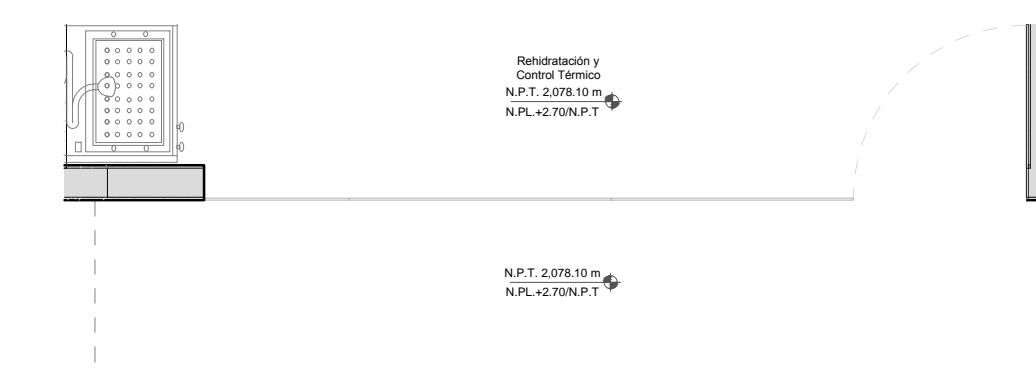 Rehidratación y
Control Térmico
N.P.T. 2,078.10 m
N.PL.+2.70/N.P.T
N.P.T. 2,078.10 m
N.PL.+2.70/N.P.T